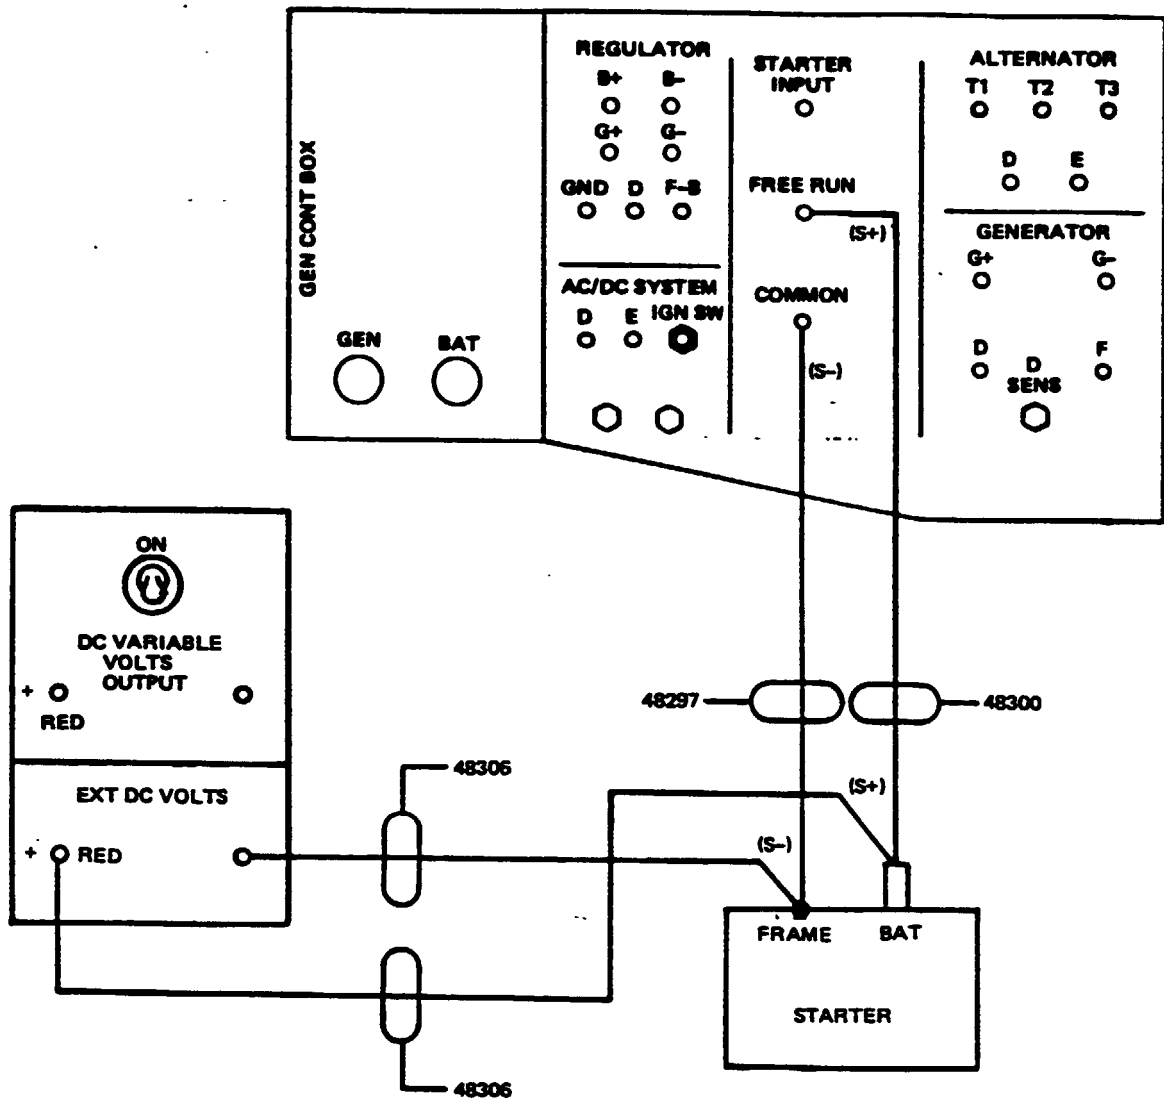 REGULATOR
B+ B-
G+ G-
GND D F-B
AC/DC SYSTEM
D E IGN SW
STARTER
INPUT
FREE RUN
(S+)
COMMON
(S-)
ALTERNATOR
T1 T2 T3
D E
GENERATOR
G+ G-
D F
D
SENS
GEN CONT BOX
GEN BAT
ON
DC VARIABLE
VOLTS
OUTPUT
+
RED
EXT DC VOLTS
+ RED
48297
48300
48306
(S+)
(S-)
FRAME BAT
STARTER
48306